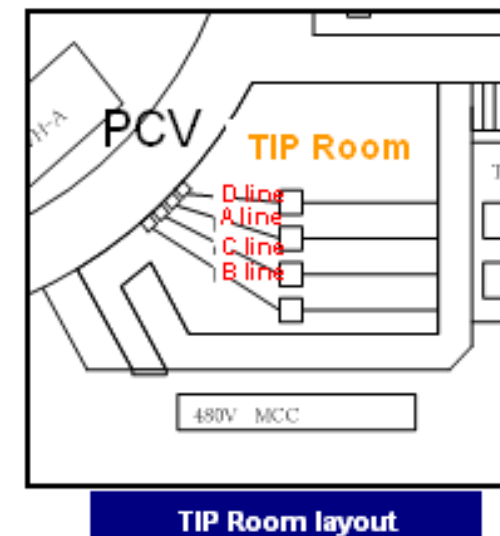 H-A
PCV
TIP Room
D line
A line
C line
B line
T
480V MCC
TIP Room layout